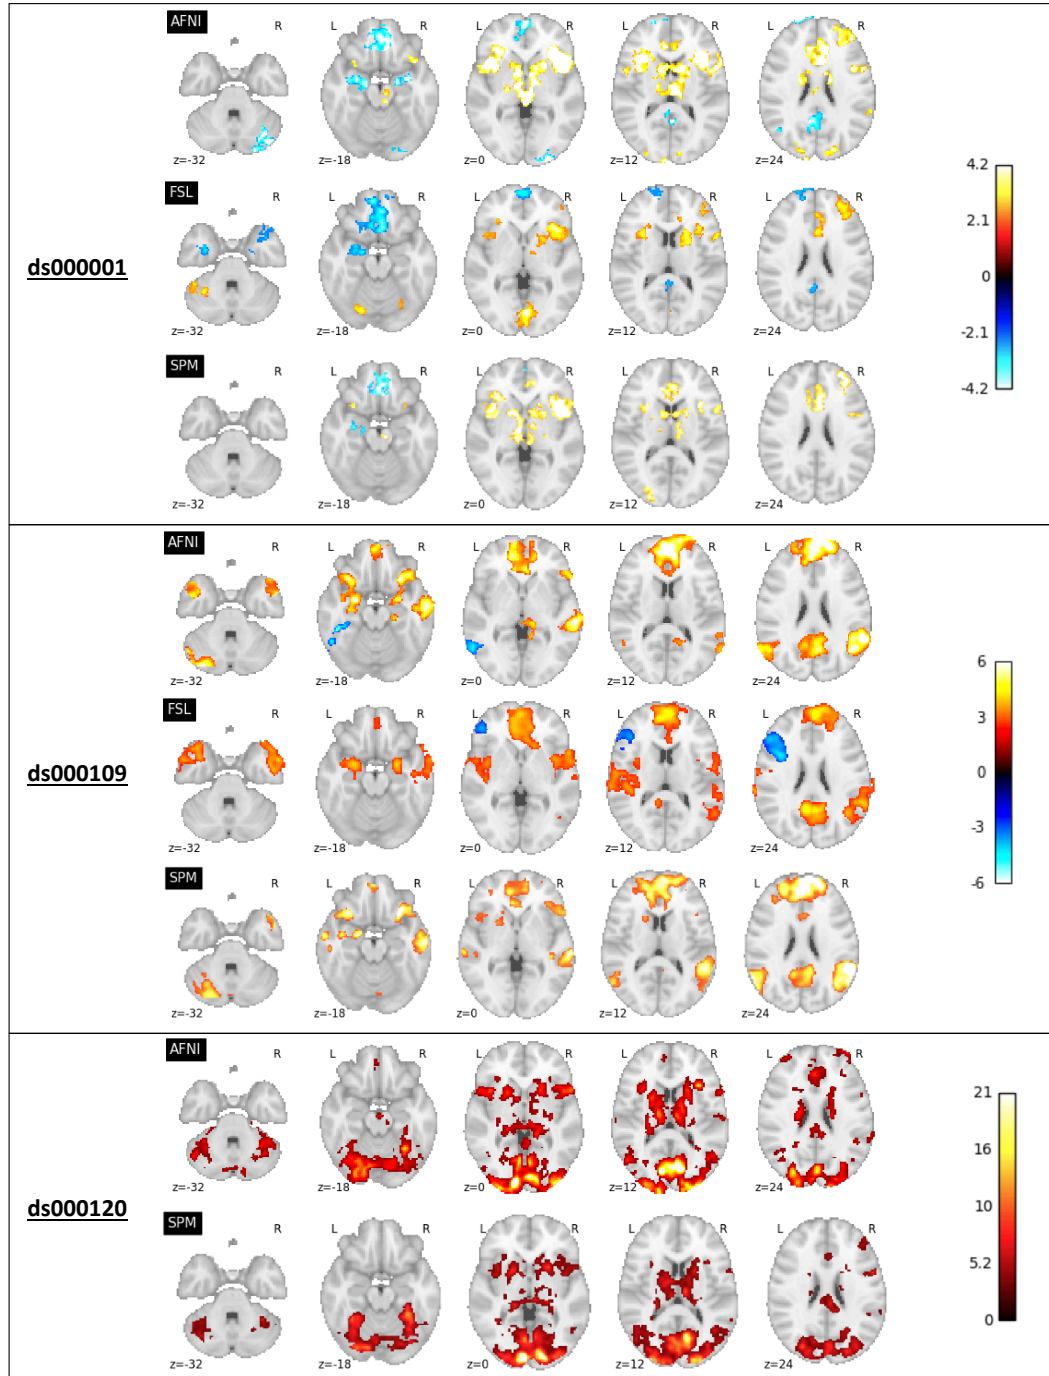 AFNI
R L R L R L R L R
z=-32 z=-18 z=0 z=12 z=24
FSL
R L R L R L R L R
z=-32 z=-18 z=0 z=12 z=24
SPM
R L R L R L R L R
z=-32 z=-18 z=0 z=12 z=24
ds000001
4.2
2.1
0
-2.1
-4.2
AFNI
R L R L R L R L R
z=-32 z=-18 z=0 z=12 z=24
FSL
R L R L R L R L R
z=-32 z=-18 z=0 z=12 z=24
SPM
R L R L R L R L R
z=-32 z=-18 z=0 z=12 z=24
ds000109
6
3
0
-3
-6
AFNI
R L R L R L R L R
z=-32 z=-18 z=0 z=12 z=24
SPM
R L R L R L R L R
z=-32 z=-18 z=0 z=12 z=24
ds000120
21
16
10
5.2
0